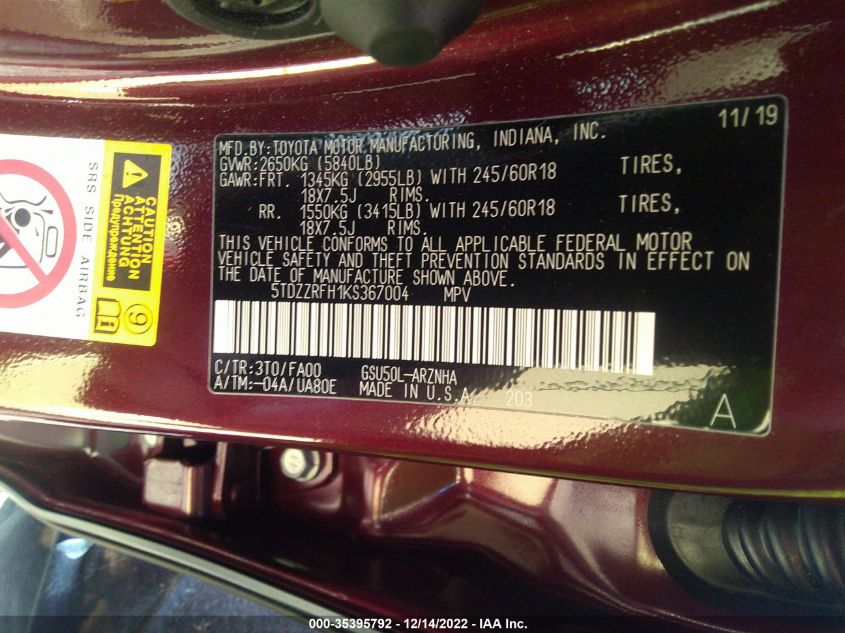 11/19
MFD.BY:TOYOTA MOTOR MANUFACTURING, INDIANA, INC.
GVWR:2650KG (5840LB)
GAWR:FRT. 1345KG (2955LB) WITH 245/60R18 TIRES,
18X7.5J RIMS.
RR. 1550KG (3415LB) WITH 245/60R18 TIRES,
18X7.5J RIMS.
THIS VEHICLE CONFORMS TO ALL APPLICABLE FEDERAL MOTOR
VEHICLE SAFETY AND THEFT PREVENTION STANDARDS IN EFFECT ON
THE DATE OF MANUFACTURE SHOWN ABOVE.
5TDZZRFH1KS367004 MPV
C/TR:3T0/FA00 GSU50L-ARZNHA
A/TM:-04A/UA80E MADE IN U.S.A. 203
A
SRS SIDE AIRBAG
CAUTION
ATTENTION
ACHTUNG
Предупреждение
9
000-35395792 - 12/14/2022 - IAA Inc.